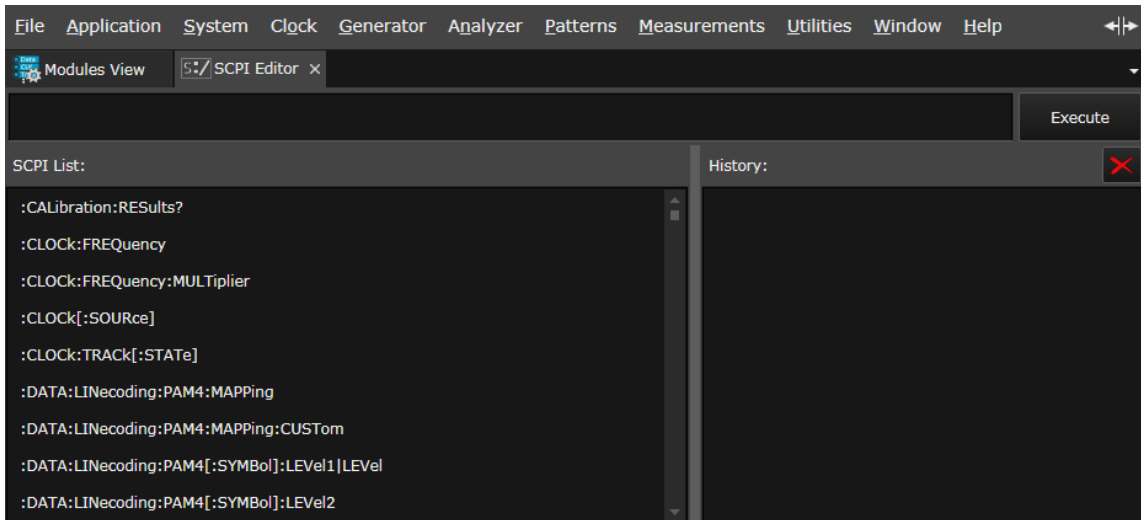 File Application System Clock Generator Analyzer Patterns Measurements Utilities Window Help
Modules View SCPI Editor
Execute
SCPI List:
History:
:CALibration:RESults?
:CLOCk:FREQuency
:CLOCk:FREQuency:MULTiplier
:CLOCk[:SOURce]
:CLOCk:TRACk[:STATe]
:DATA:LINecoding:PAM4:MAPPing
:DATA:LINecoding:PAM4:MAPPing:CUSTom
:DATA:LINecoding:PAM4[:SYMBol]:LEVel1|LEVel
:DATA:LINecoding:PAM4[:SYMBol]:LEVel2